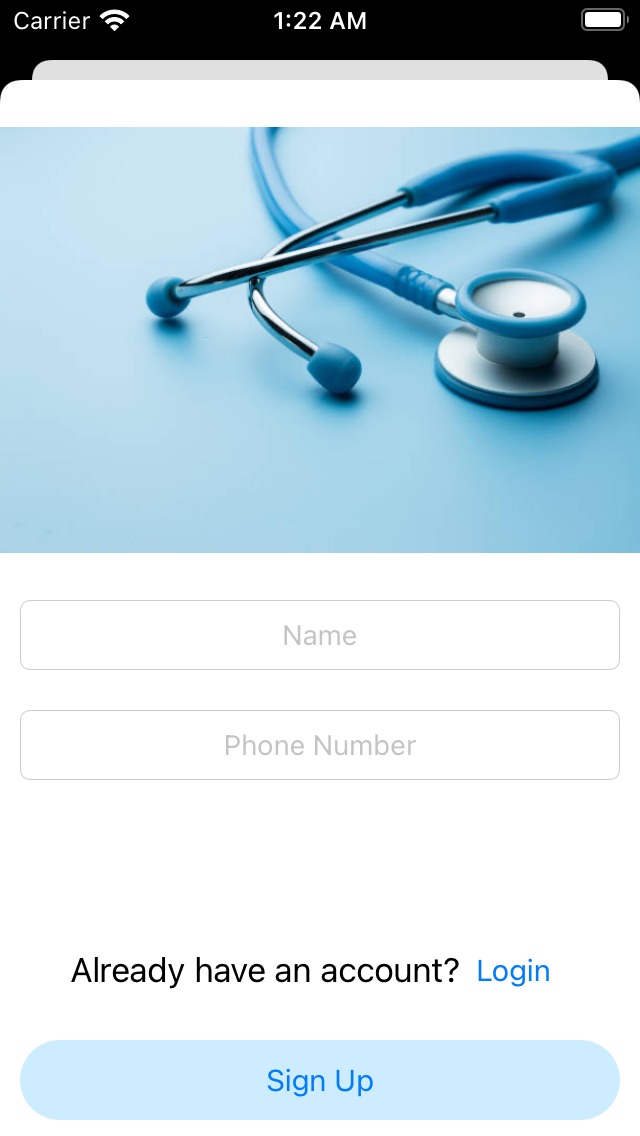 Carrier 1:22 AM
Name
Phone Number
Already have an account? Login
Sign Up